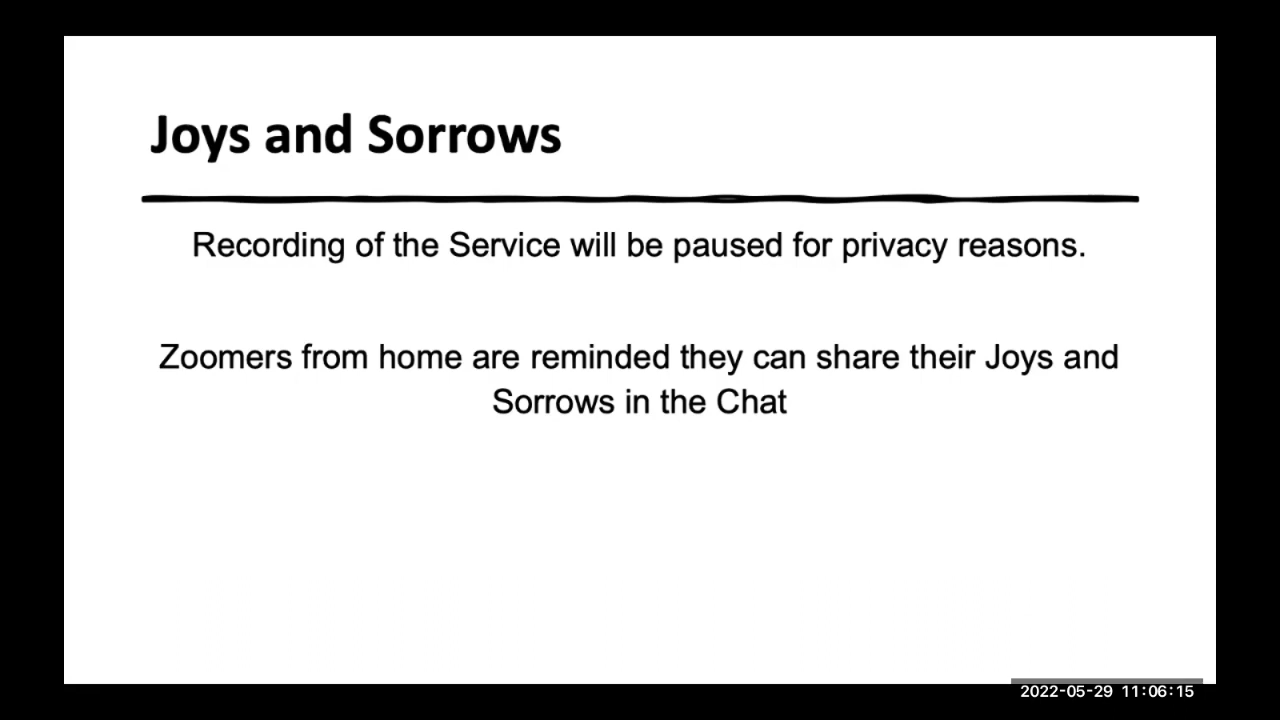 Joys and Sorrows
Recording of the Service will be paused for privacy reasons.
Zoomers from home are reminded they can share their Joys and
Sorrows in the Chat
2022-05-29 11:06:15